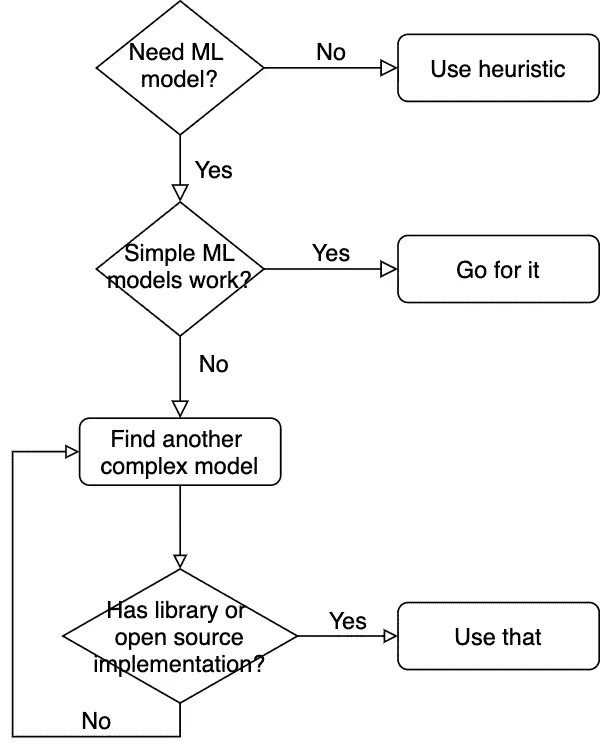 Need ML
model?
No
Use heuristic
Yes
Simple ML
models work?
Yes
Go for it
No
Find another
complex model
Has library or
open source
implementation?
Yes
Use that
No